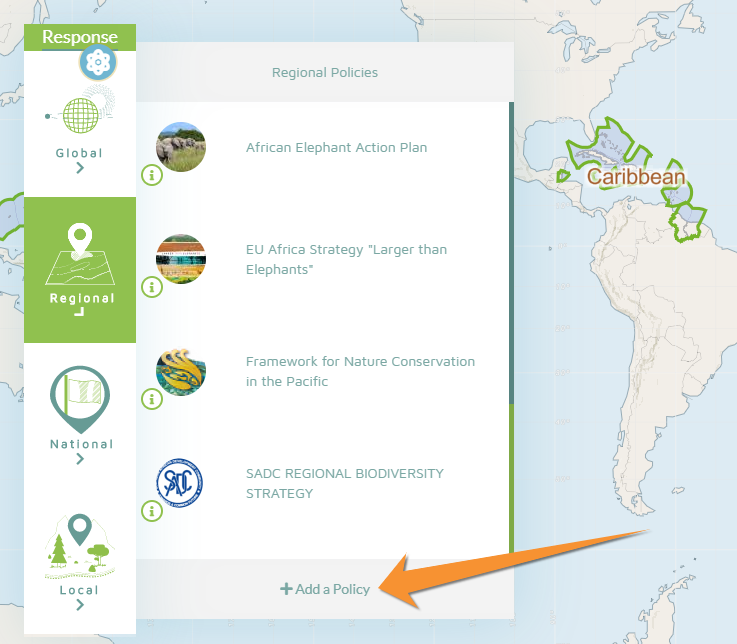 Response
Global
Regional
National
Local
Regional Policies
African Elephant Action Plan
EU Africa Strategy "Larger than
Elephants"
Framework for Nature Conservation
in the Pacific
SADC
SADC REGIONAL BIODIVERSITY
STRATEGY
+ Add a Policy
Caribbean